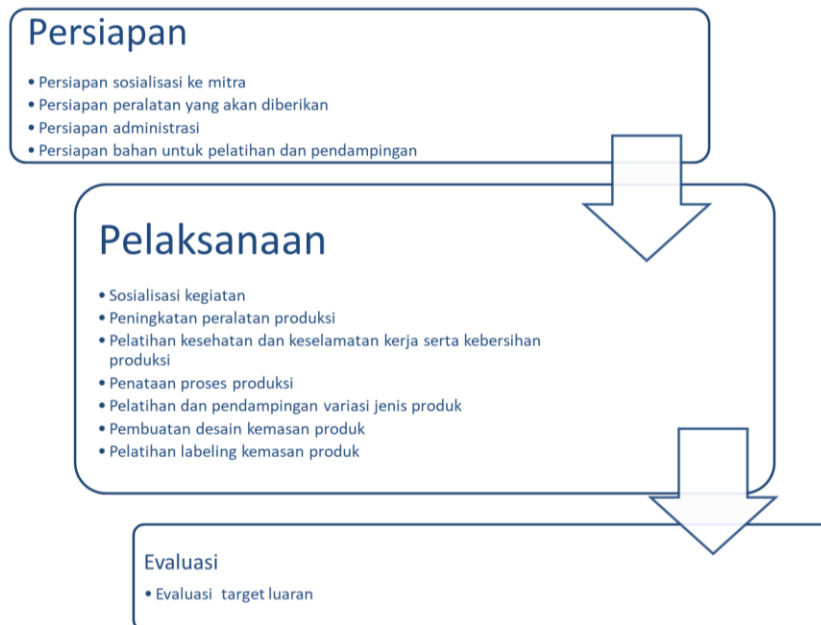 Persiapan
• Persiapan sosialisasi ke mitra
• Persiapan peralatan yang akan diberikan
• Persiapan administrasi
• Persiapan bahan untuk pelatihan dan pendampingan
Pelaksanaan
• Sosialisasi kegiatan
• Peningkatan peralatan produksi
• Pelatihan kesehatan dan keselamatan kerja serta kebersihan
produksi
• Penataan proses produksi
• Pelatihan dan pendampingan variasi jenis produk
• Pembuatan desain kemasan produk
• Pelatihan labeling kemasan produk
Evaluasi
• Evaluasi target luaran